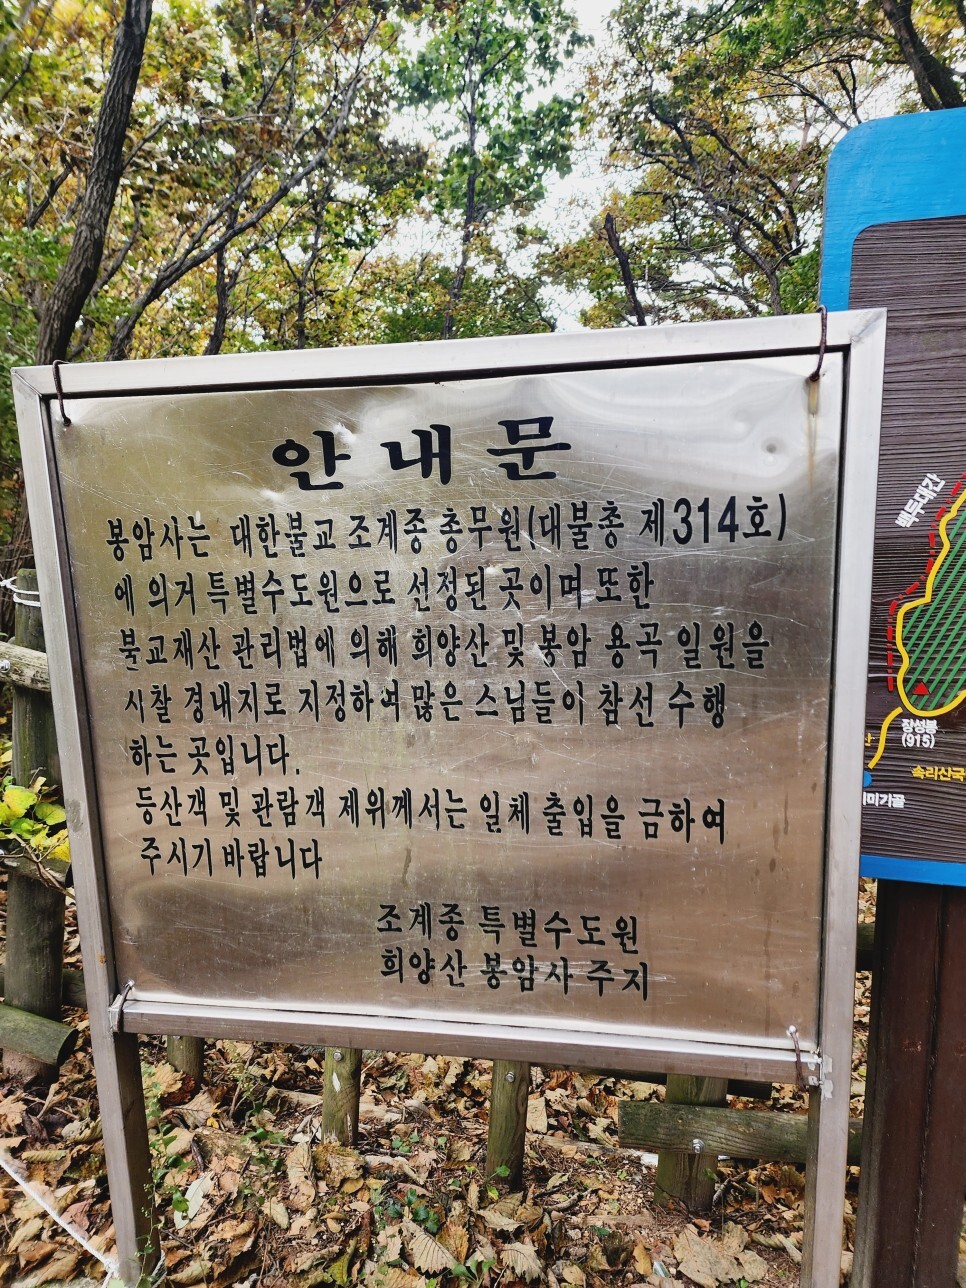 안내문
봉암사는 대한불교 조계종 총무원(대불총 제314호)
에 의거 특별수도원으로 선정된 곳이며 또한
불교재산 관리법에 의해 희양산 및 봉암 용곡 일원을
사찰 경내지로 지정하여 많은 스님들이 참선 수행
하는 곳입니다.
등산객 및 관람객 제위께서는 일체 출입을 금하여
주시기 바랍니다
조계종 특별수도원
희양산 봉암사 주지
백두대간
장성봉
(915)
속리산국
미기골